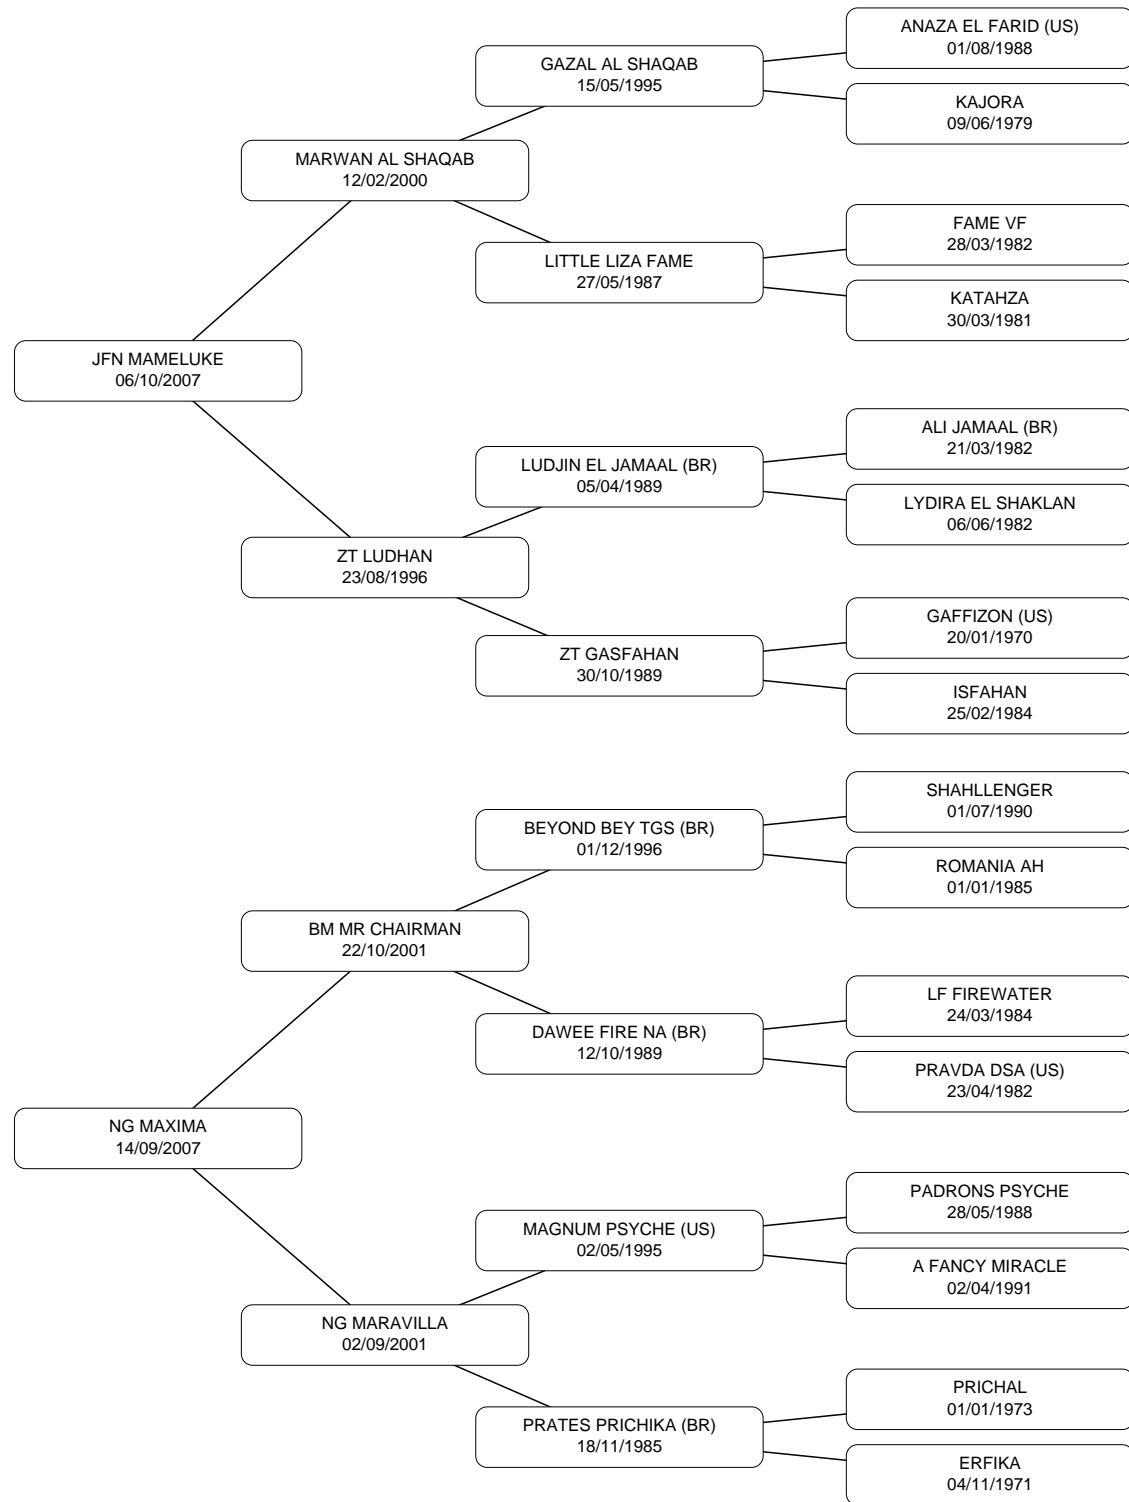 ANAZA EL FARID (US)
01/08/1988
GAZAL AL SHAQAB
15/05/1995
KAJORA
09/06/1979
MARWAN AL SHAQAB
12/02/2000
FAME VF
28/03/1982
LITTLE LIZA FAME
27/05/1987
KATAHZA
30/03/1981
JFN MAMELUKE
06/10/2007
ALI JAMAAL (BR)
21/03/1982
LUDJIN EL JAMAAL (BR)
05/04/1989
LYDIRA EL SHAKLAN
06/06/1982
ZT LUDHAN
23/08/1996
GAFFIZON (US)
20/01/1970
ZT GASFAHAN
30/10/1989
ISFAHAN
25/02/1984
SHAHLLENGER
01/07/1990
BEYOND BEY TGS (BR)
01/12/1996
ROMANIA AH
01/01/1985
BM MR CHAIRMAN
22/10/2001
LF FIREWATER
24/03/1984
DAWEE FIRE NA (BR)
12/10/1989
PRAVDA DSA (US)
23/04/1982
NG MAXIMA
14/09/2007
PADRONS PSYCHE
28/05/1988
MAGNUM PSYCHE (US)
02/05/1995
A FANCY MIRACLE
02/04/1991
NG MARAVILLA
02/09/2001
PRICHAL
01/01/1973
PRATES PRICHIKA (BR)
18/11/1985
ERFIKA
04/11/1971